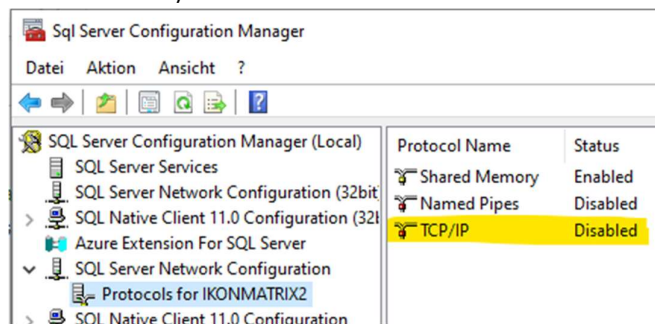 Sql Server Configuration Manager
Datei Aktion Ansicht ?
SQL Server Configuration Manager (Local)
SQL Server Services
SQL Server Network Configuration (32bit
SQL Native Client 11.0 Configuration (32b
Azure Extension For SQL Server
SQL Server Network Configuration
Protocols for IKONMATRIX2
SQL Native Client 11.0 Configuration
Protocol Name Status
Shared Memory Enabled
Named Pipes Disabled
TCP/IP Disabled